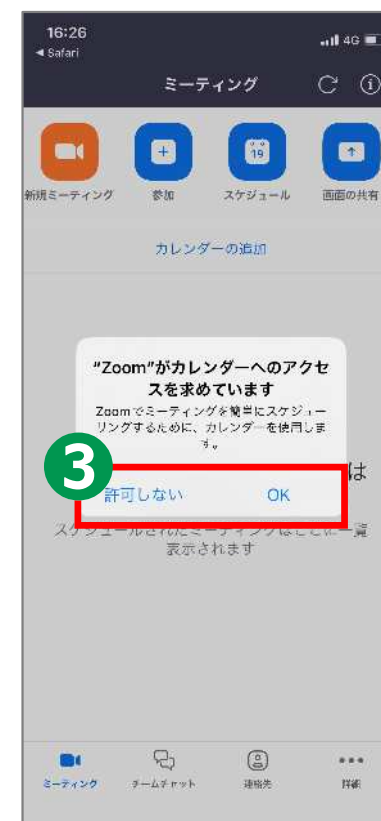 16:26
4G
◀ Safari
ミーティング
19
新規ミーティング
参加
スケジュール
画面の共有
カレンダーの追加
"Zoom"がカレンダーへのアクセ
スを求めています
Zoomでミーティングを簡単にスケジュー
リングするために、カレンダーを使用しま
す。
3
は
許可しない
OK
スケジュールされたミーティングはここに一覧
表示されます
ミーティング
チームチャット
連絡先
詳細